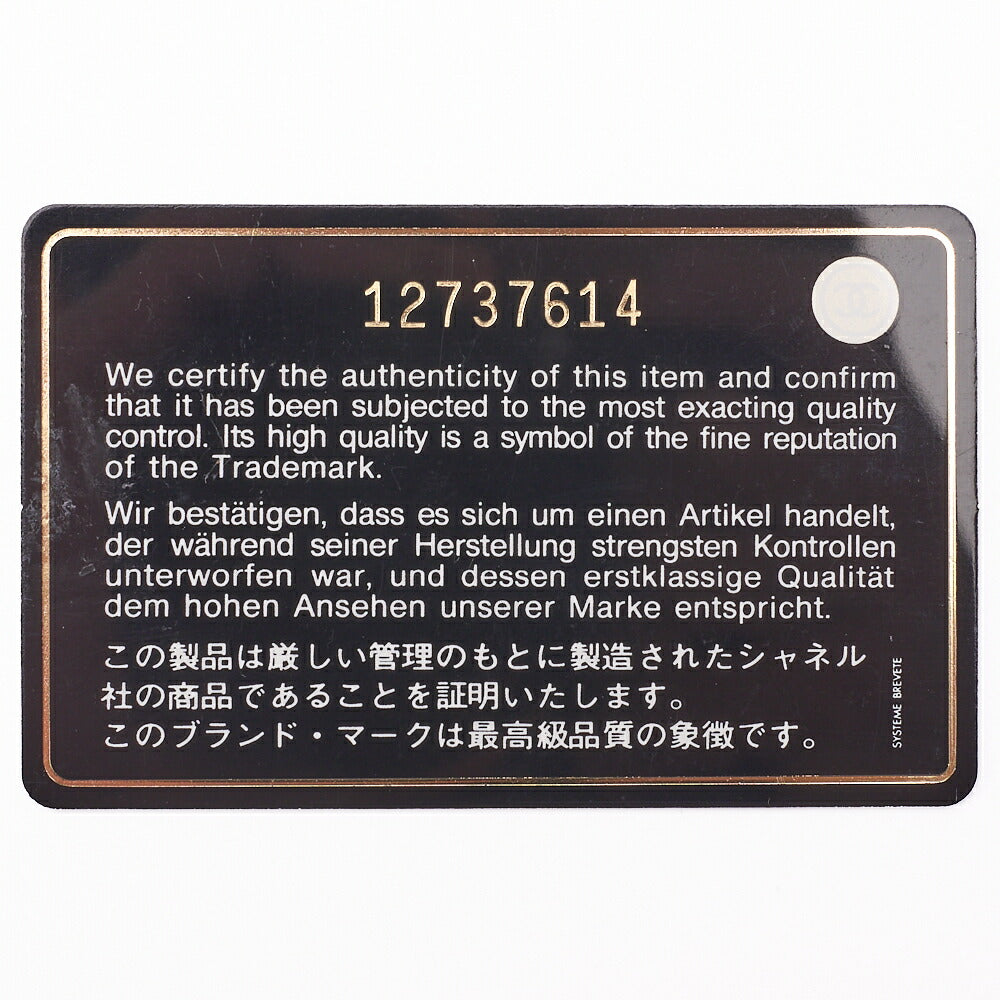 12737614
We certify the authenticity of this item and confirm
that it has been subjected to the most exacting quality
control. Its high quality is a symbol of the fine reputation
of the Trademark.
Wir bestätigen, dass es sich um einen Artikel handelt,
der während seiner Herstellung strengsten Kontrollen
unterworfen war, und dessen erstklassige Qualität
dem hohen Ansehen unserer Marke entspricht.
この製品は厳しい管理のもとに製造されたシャネル
社の商品であることを証明いたします。
このブランド・マークは最高級品質の象徴です。
SYSTEME BREVETE